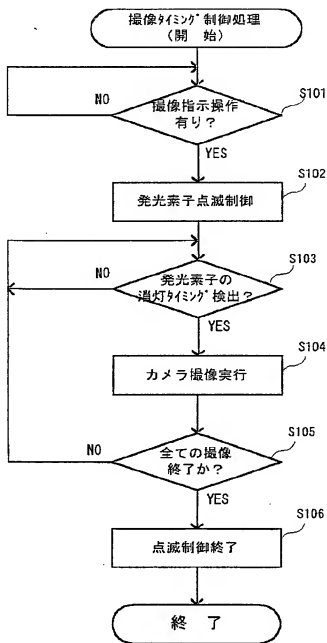 撮像タイミング制御処理
(開 始)
S101
NO
撮像指示操作
有り?
YES
S102
発光素子点滅制御
S103
NO
発光素子の
消灯タイミング検出?
YES
S104
カメラ撮像実行
S105
NO
全ての撮像
終了か?
YES
S106
点滅制御終了
終 了